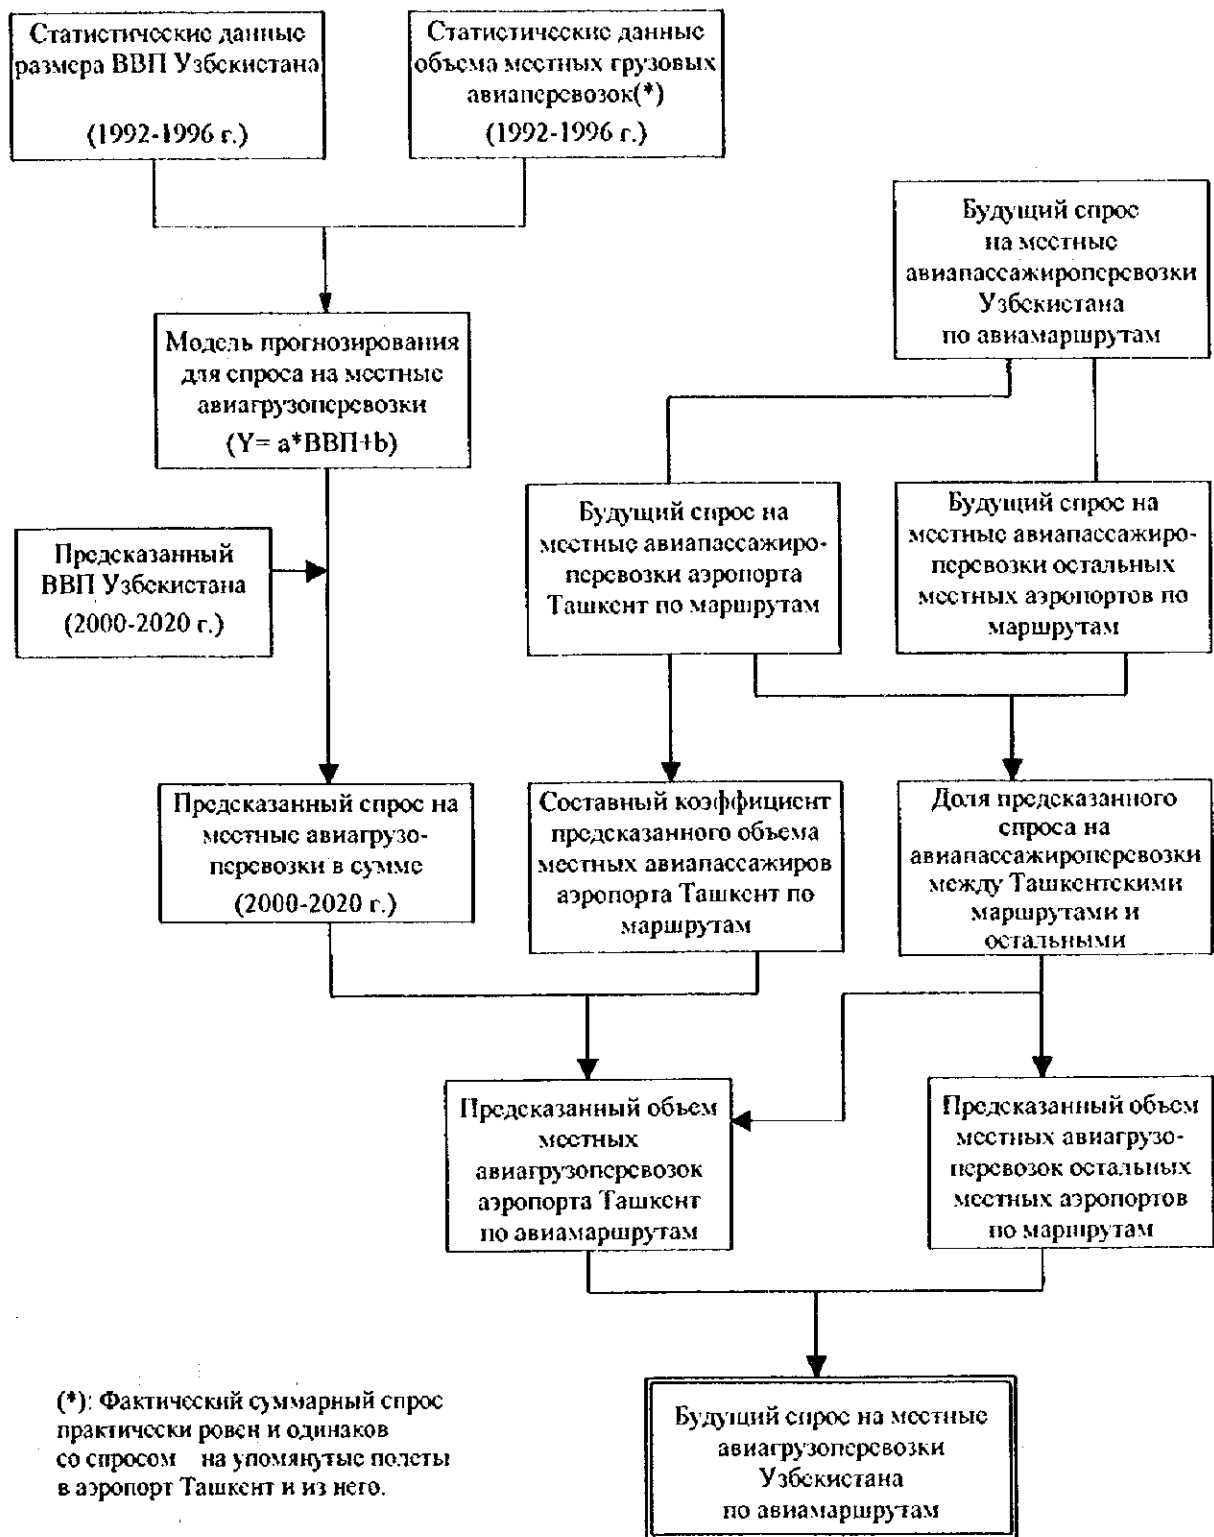 Статистические данные
размера ВВП Узбекистана
(1992-1996 г.)
Статистические данные
объема местных грузовых
авиаперевозок(*)
(1992-1996 г.)
Будущий спрос
на местные
авиапассажироперевозки
Узбекистана
по авиамаршрутам
Модель прогнозирования
для спроса на местные
авиагрузоперевозки
(Y= a*ВВП+b)
Предсказанный
ВВП Узбекистана
(2000-2020 г.)
Будущий спрос на
местные авиапассажиро-
перевозки аэропорта
Ташкент по маршрутам
Будущий спрос на
местные авиапассажиро-
перевозки остальных
местных аэропортов по
маршрутам
Предсказанный спрос на
местные авиагрузо-
перевозки в сумме
(2000-2020 г.)
Составный коэффициент
предсказанного объема
местных авиапассажиров
аэропорта Ташкент по
маршрутам
Доля предсказанного
спроса на
авиапассажироперевозки
между Ташкентскими
маршрутами и
остальными
Предсказанный объем
местных
авиагрузоперевозок
аэропорта Ташкент
по авиамаршрутам
Предсказанный объем
местных авиагрузо-
перевозок остальных
местных аэропортов
по маршрутам
(*): Фактический суммарный спрос
практически ровен и одинаков
со спросом на упомянутые полеты
в аэропорт Ташкент и из него.
Будущий спрос на местные
авиагрузоперевозки
Узбекистана
по авиамаршрутам